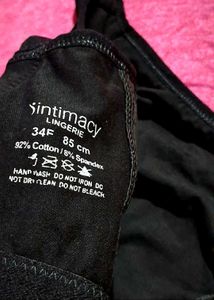 intimacy
LINGERIE
34F 85 cm
92% Cotton / 8% Spandex
HAND WASH DO NOT IRON DO
NOT DRY CLEAN DO NOT BLEACH